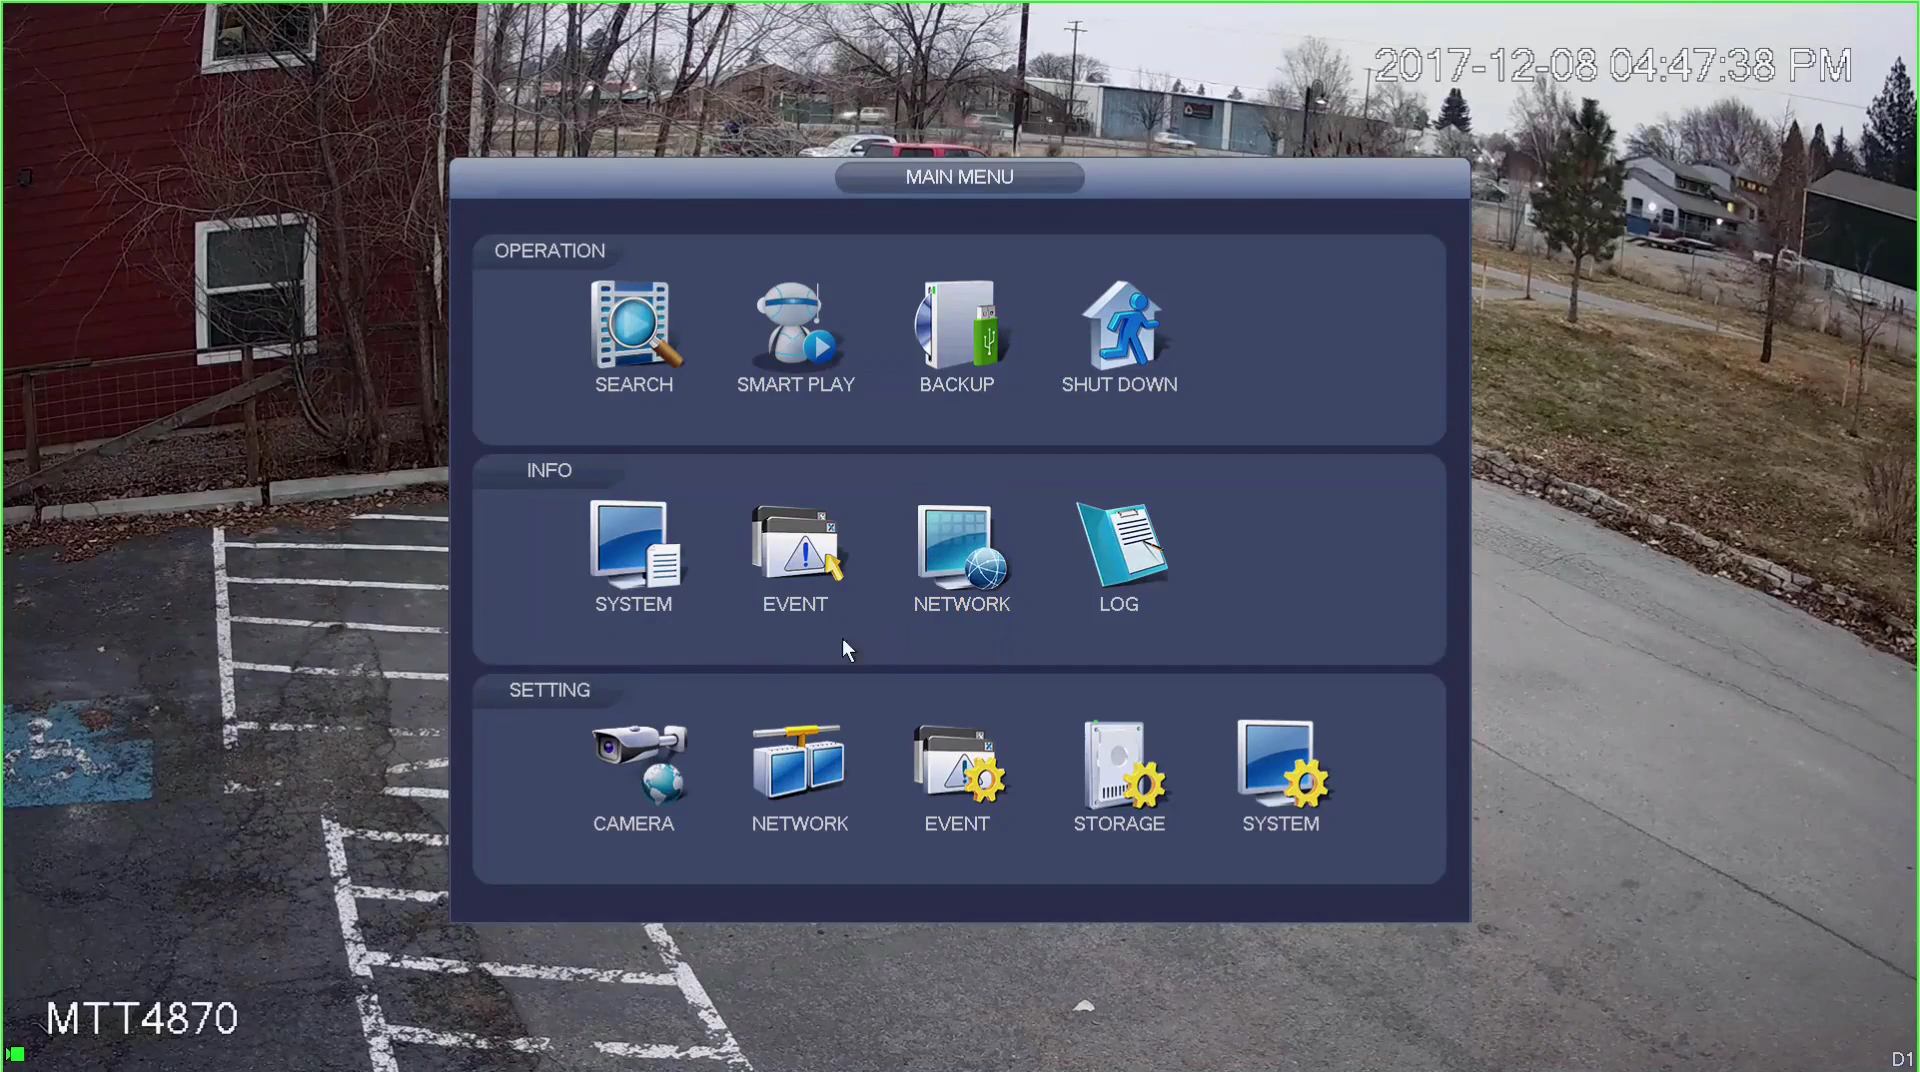 2017-12-08 04:47:38 PM
MAIN MENU
OPERATION
SEARCH
SMART PLAY
BACKUP
SHUT DOWN
INFO
SYSTEM
EVENT
NETWORK
LOG
SETTING
CAMERA
NETWORK
EVENT
STORAGE
SYSTEM
MTT4870
D1